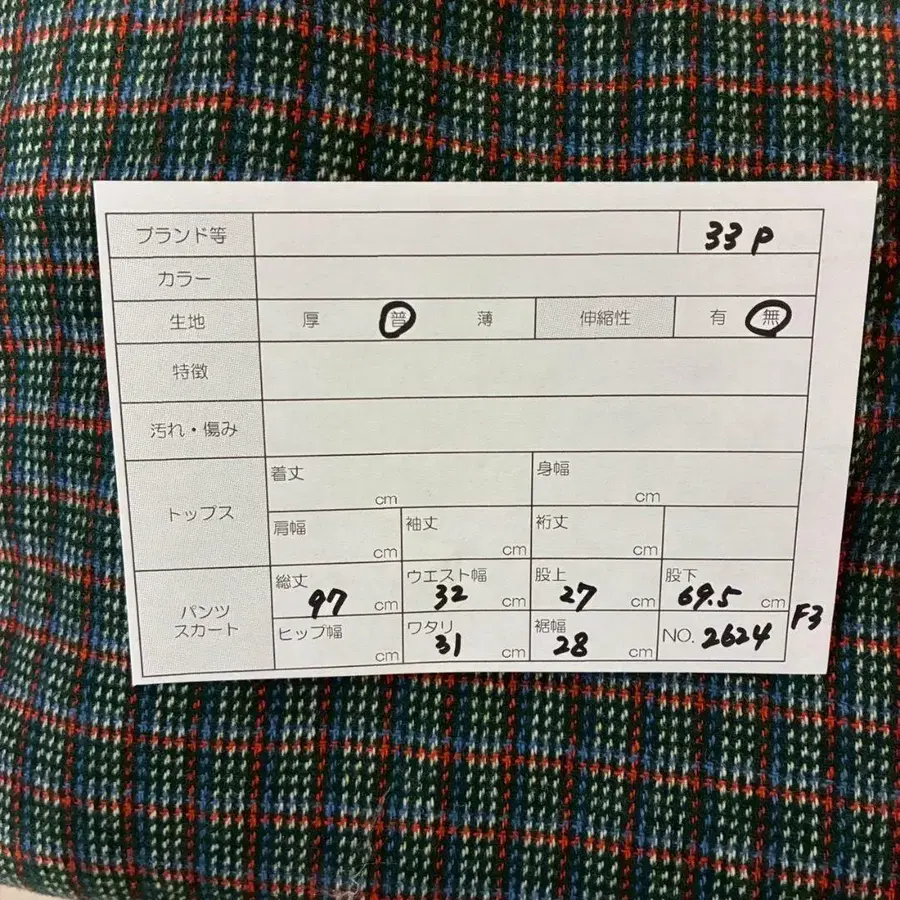 ブランド等 33 P
カラー
生地 厚 普 薄 伸縮性 有 無
特徴
汚れ・傷み
トップス
着丈 cm 身幅 cm
肩幅 cm 袖丈 cm 裄丈 cm
パンツ
スカート
総丈 97 cm ウエスト幅 32 cm 股上 27 cm 股下 69.5 cm F3
ヒップ幅 cm ワタリ 31 cm 裾幅 28 cm NO. 2624